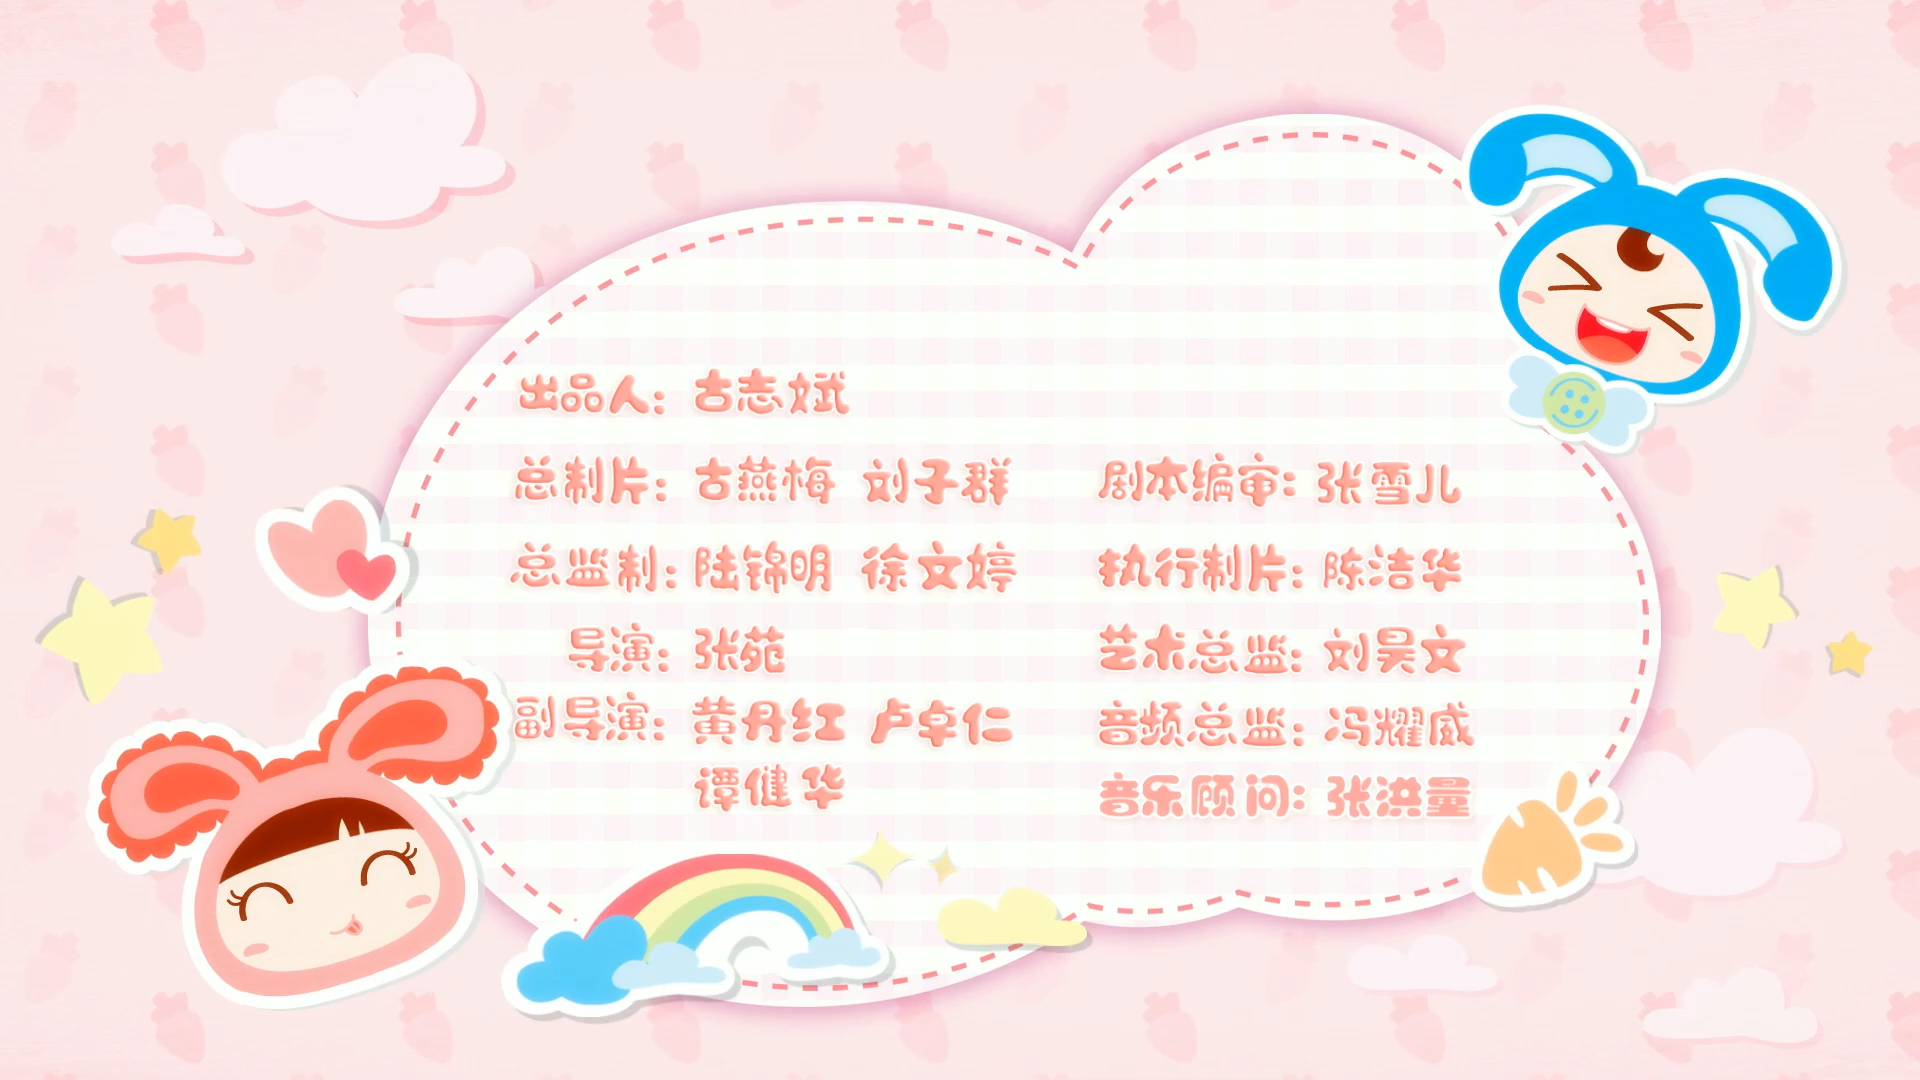 出品人: 古志斌
总制片: 古燕梅 刘子群
总监制: 陆锦明 徐文婷
导演: 张苑
副导演: 黄丹红 卢卓仁
谭健华
剧本编审: 张雪儿
执行制片: 陈洁华
艺术总监: 刘昊文
音频总监: 冯耀威
音乐顾问: 张洪量